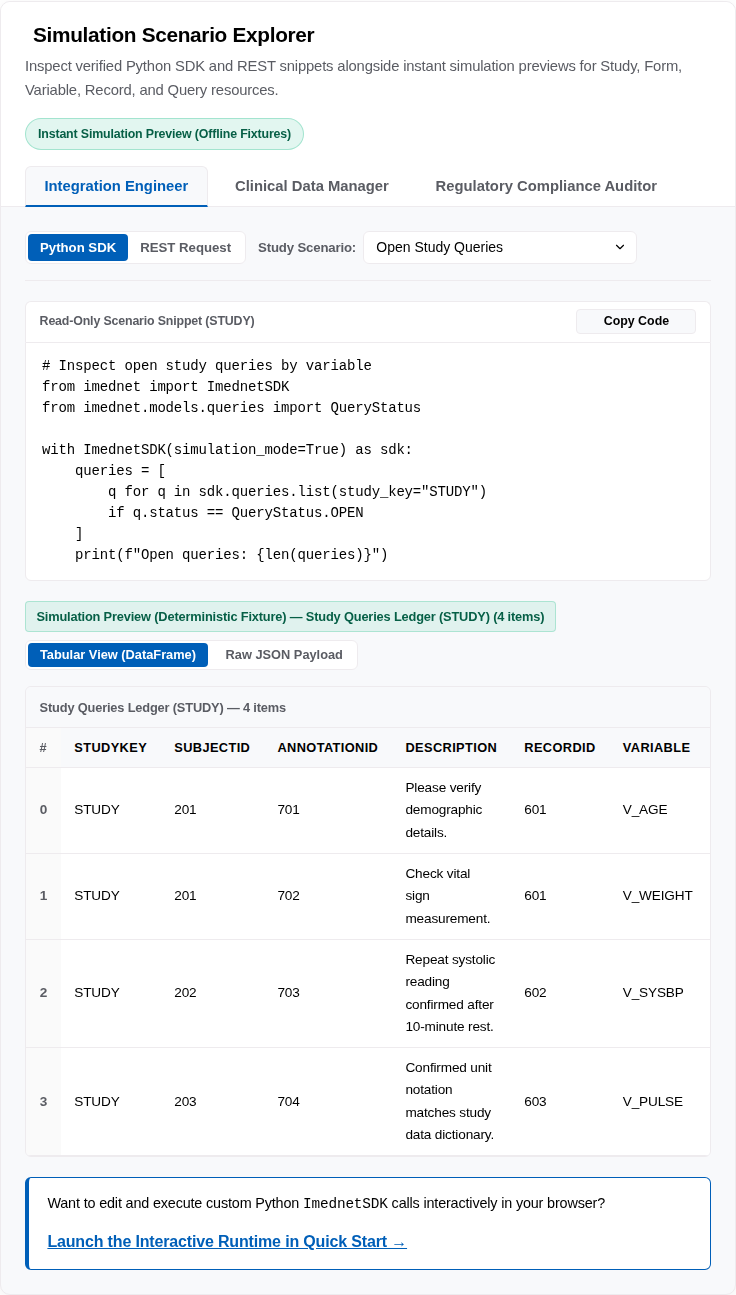 Simulation Scenario Explorer
Inspect verified Python SDK and REST snippets alongside instant simulation previews for Study, Form,
Variable, Record, and Query resources.
Instant Simulation Preview (Offline Fixtures)
Integration Engineer    Clinical Data Manager    Regulatory Compliance Auditor
Python SDK    REST Request    Study Scenario:    Open Study Queries
Read-Only Scenario Snippet (STUDY)    Copy Code
# Inspect open study queries by variable
from imednet import ImednetSDK
from imednet.models.queries import QueryStatus

with ImednetSDK(simulation_mode=True) as sdk:
    queries = [
        q for q in sdk.queries.list(study_key="STUDY")
        if q.status == QueryStatus.OPEN
    ]
    print(f"Open queries: {len(queries)}")
Simulation Preview (Deterministic Fixture) — Study Queries Ledger (STUDY) (4 items)
Tabular View (DataFrame)    Raw JSON Payload
Study Queries Ledger (STUDY) — 4 items
#    STUDYKEY    SUBJECTID    ANNOTATIONID    DESCRIPTION    RECORDID    VARIABLE
0    STUDY    201    701    Please verify demographic details.    601    V_AGE
1    STUDY    201    702    Check vital sign measurement.    601    V_WEIGHT
2    STUDY    202    703    Repeat systolic reading confirmed after 10-minute rest.    602    V_SYSBP
3    STUDY    203    704    Confirmed unit notation matches study data dictionary.    603    V_PULSE
Want to edit and execute custom Python ImednetSDK calls interactively in your browser?
Launch the Interactive Runtime in Quick Start →